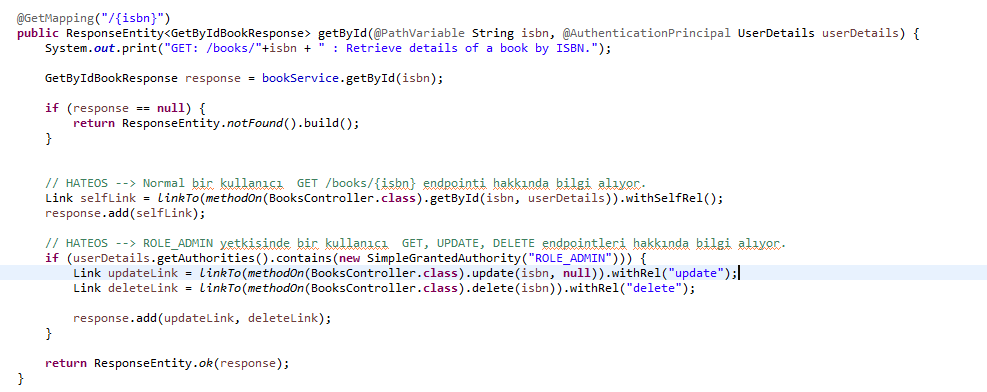 @GetMapping("/{isbn}")
public ResponseEntity<GetByIdBookResponse> getById(@PathVariable String isbn, @AuthenticationPrincipal UserDetails userDetails) {
System.out.print("GET: /books/"+isbn + " : Retrieve details of a book by ISBN.");
GetByIdBookResponse response = bookService.getById(isbn);
if (response == null) {
return ResponseEntity.notFound().build();
}
// HATEOS --> Normal bir kullanıcı  GET /books/{isbn} endpointi hakkında bilgi alıyor.
Link selfLink = linkTo(methodOn(BooksController.class).getById(isbn, userDetails)).withSelfRel();
response.add(selfLink);
// HATEOS --> ROLE_ADMIN yetkisinde bir kullanıcı  GET, UPDATE, DELETE endpointleri hakkında bilgi alıyor.
if (userDetails.getAuthorities().contains(new SimpleGrantedAuthority("ROLE_ADMIN"))) {
Link updateLink = linkTo(methodOn(BooksController.class).update(isbn, null)).withRel("update");
Link deleteLink = linkTo(methodOn(BooksController.class).delete(isbn)).withRel("delete");
response.add(updateLink, deleteLink);
}
return ResponseEntity.ok(response);
}